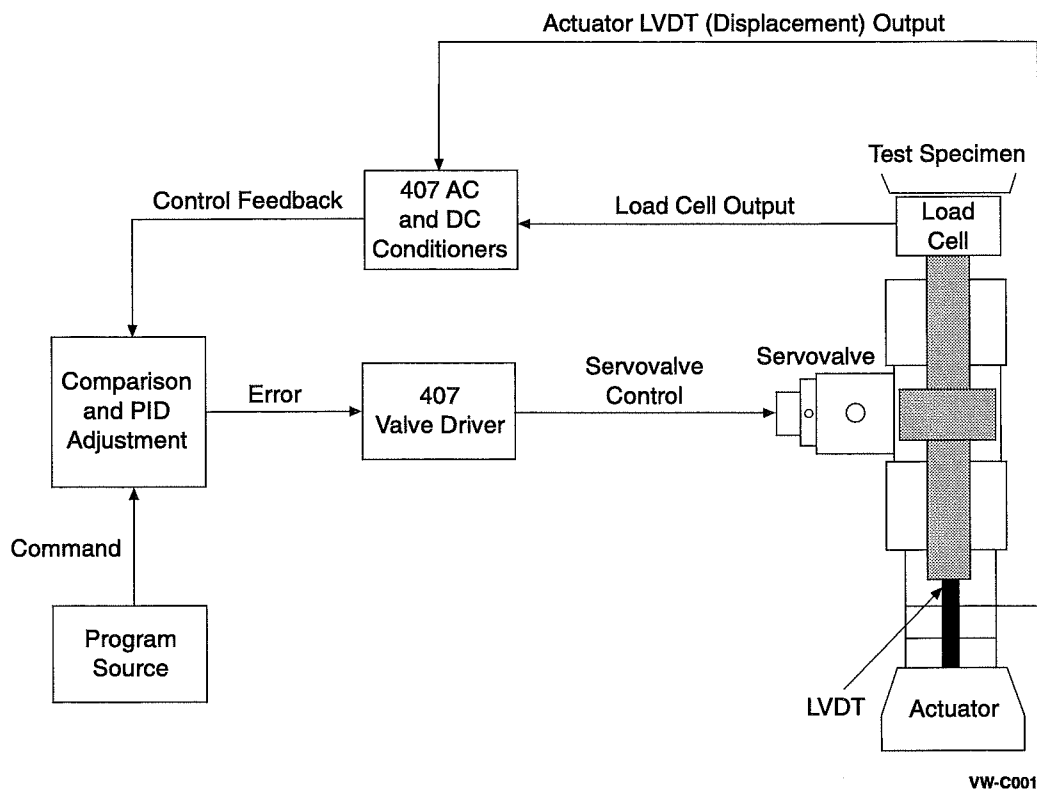 Actuator LVDT (Displacement) Output
Test Specimen
Control Feedback
407 AC
and DC
Conditioners
Load Cell Output
Load
Cell
Comparison
and PID
Adjustment
Error
407
Valve Driver
Servovalve
Control
Servovalve
Command
Program
Source
LVDT
Actuator
VW-C001